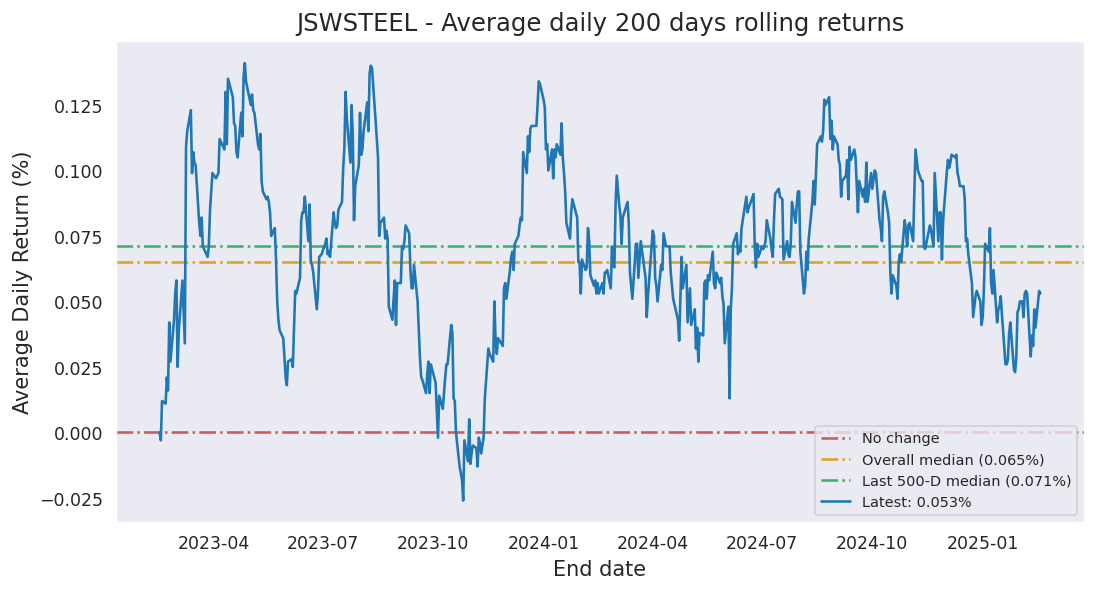 JSWSTEEL - Average daily 200 days rolling returns
Average Daily Return (%)
0.125
0.100
0.075
0.050
0.025
0.000
−0.025
No change
Overall median (0.065%)
Last 500-D median (0.071%)
Latest: 0.053%
2023-04 2023-07 2023-10 2024-01 2024-04 2024-07 2024-10 2025-01
End date